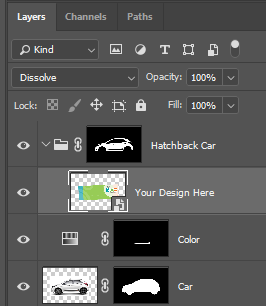 Layers Channels Paths
Kind
Dissolve Opacity: 100%
Lock: Fill: 100%
Hatchback Car
Your Design Here
Color
Car